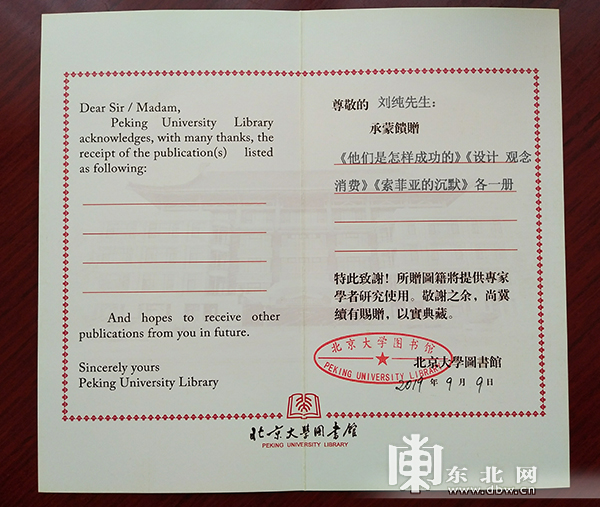 Dear Sir / Madam,
Peking University Library
acknowledges, with many thanks, the
receipt of the publication(s) listed
as following:
And hopes to receive other
publications from you in future.
Sincerely yours
Peking University Library
尊敬的 刘纯先生：
承蒙饋贈
《他们是怎样成功的》《设计 观念
消费》《索菲亚的沉默》各一册
特此致謝！所贈圖籍將提供專家
學者研究使用。敬謝之余，尚冀
續有賜贈，以實典藏。
北京大学图书馆
PEKING UNIVERSITY LIBRARY
北京大學圖書館
2019 年 9 月 9 日
北京大學圖書館
PEKING UNIVERSITY LIBRARY
東 东北网
www.dbw.cn